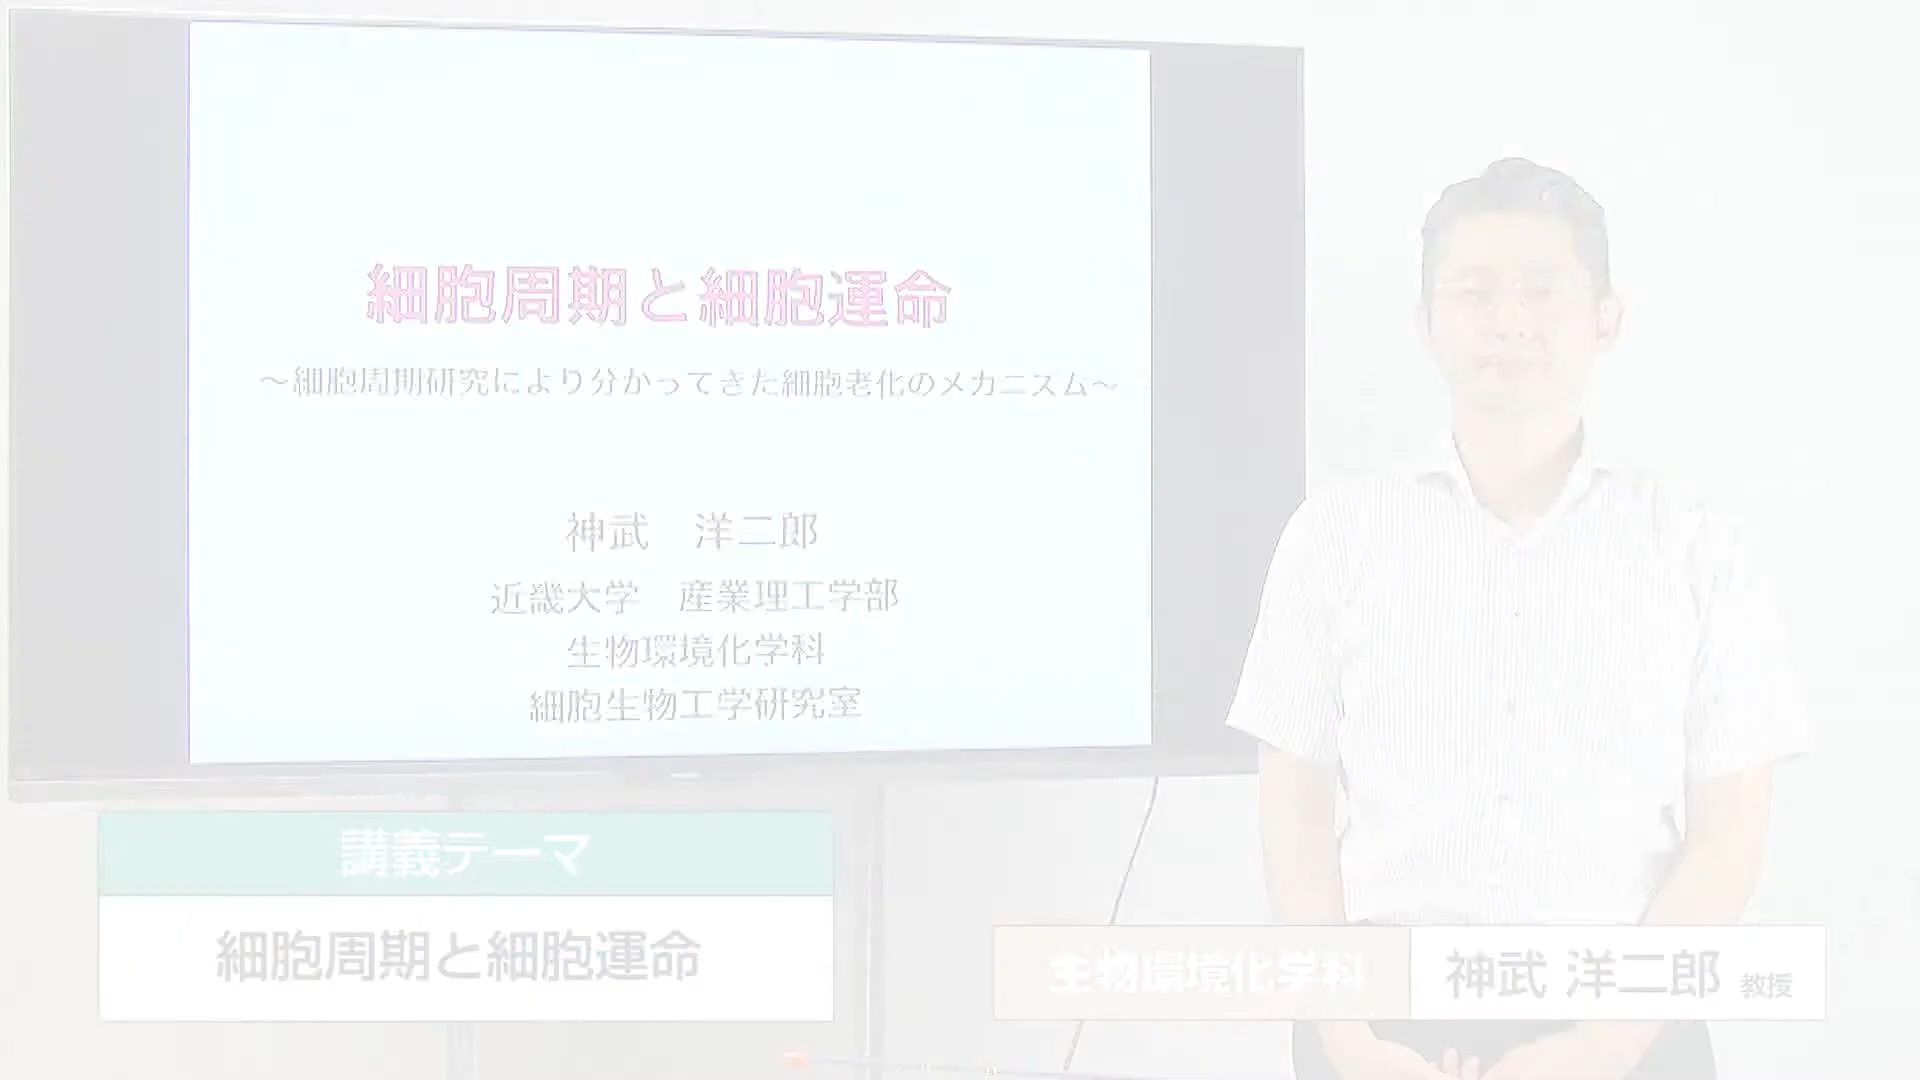 細胞周期と細胞運命
～細胞周期研究により分かってきた細胞老化のメカニズム～
神武　洋二郎
近畿大学　産業理工学部
生物環境化学科
細胞生物工学研究室
講義テーマ
細胞周期と細胞運命
生物環境化学科
神武 洋二郎 教授